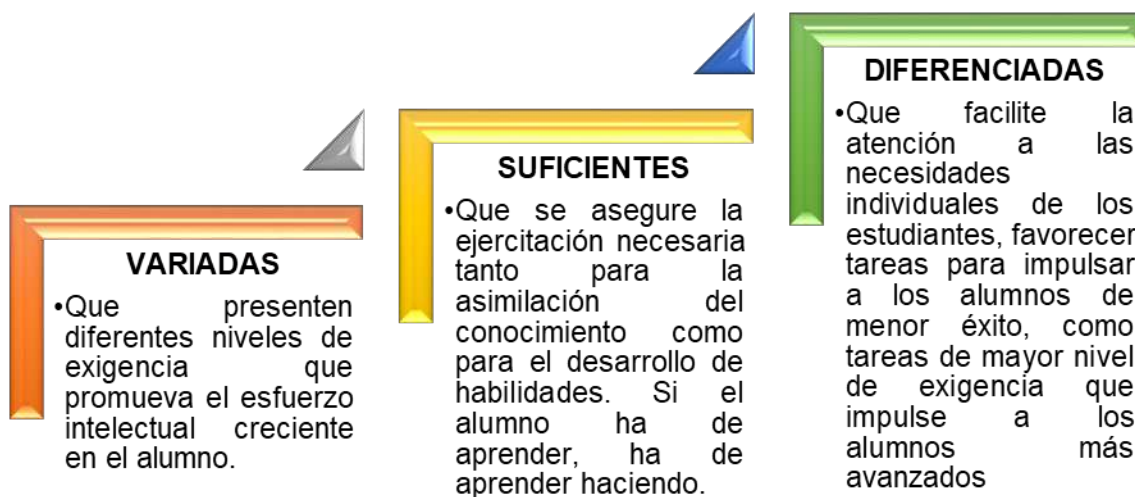 VARIADAS
•Que presenten
diferentes niveles de
exigencia que
promueva el esfuerzo
intelectual creciente
en el alumno.
SUFICIENTES
•Que se asegure la
ejercitación necesaria
tanto para la
asimilación del
conocimiento como
para el desarrollo de
habilidades. Si el
alumno ha de
aprender, ha de
aprender haciendo.
DIFERENCIADAS
•Que facilite la
atención a las
necesidades
individuales de los
estudiantes, favorecer
tareas para impulsar
a los alumnos de
menor éxito, como
tareas de mayor nivel
de exigencia que
impulse a los
alumnos más
avanzados